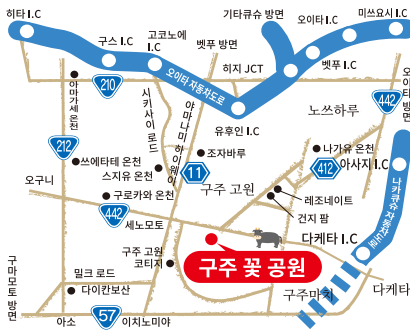 히타 I.C
구스 I.C
고코노에
I.C
벳푸 방면
기타큐슈 방면
오이타 I.C
미쓰요시 I.C
히지 JCT
벳푸 I.C
오이타 방면
아마가세 온천
210
오이타 자동차도로
442
시키사이 로드
야마나미 하이웨이
유후인 I.C
노쓰하루
212
쓰에타테 온천
스지유 온천
조자바루
11
나가유 온천
412
아사지 I.C
오구니
구로카와 온천
구주 고원
레조네이트
건지 팜
나카큐슈 자동차도로
442
세노모토
다케타 I.C
구주 꽃 공원
구마모토 방면
구주 고원
코티지
밀크 로드
다이칸보산
구주마치
다케타
57
아소
이치노미야